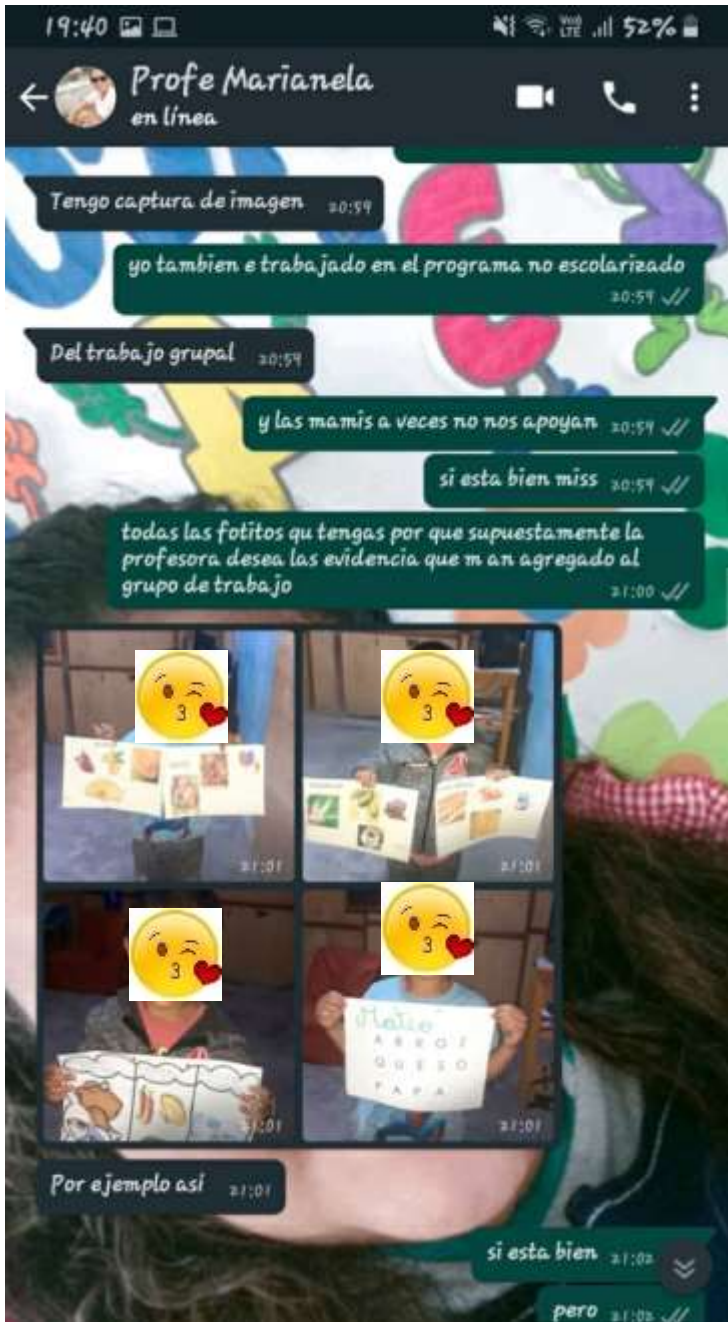 19:40 52%
Profe Marianela
en línea
Tengo captura de imagen 20:59
yo tambien e trabajado en el programa no escolarizado
20:59
Del trabajo grupal 20:59
y las mamis a veces no nos apoyan 20:59
si esta bien miss 20:59
todas las fotitos qu tengas por que supuestamente la
profesora desea las evidencia que m an agregado al
grupo de trabajo 21:00
21:01 21:01
Mateo
A R R O Z
Q U E S O
P A P A
21:01 21:01
Por ejemplo así 21:01
si esta bien 21:02
pero 21:02